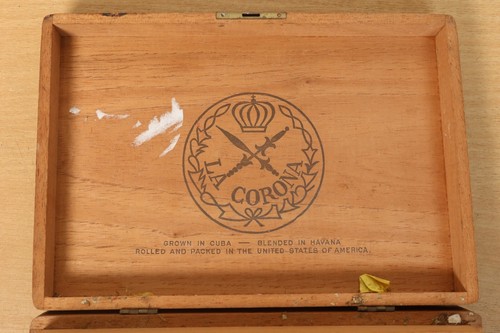 LA CORONA
GROWN IN CUBA — BLENDED IN HAVANA
ROLLED AND PACKED IN THE UNITED STATES OF AMERICA.